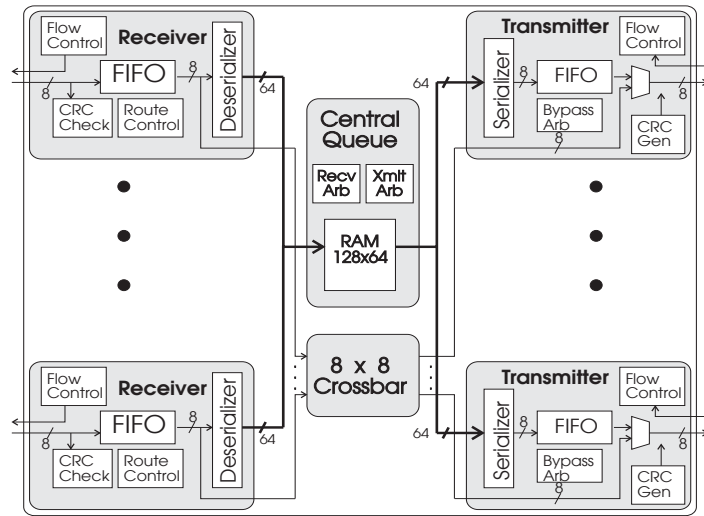 Flow
Control
Receiver
FIFO
8
8
CRC
Check
Route
Control
Deserializer
64
Central
Queue
Recv
Arb
Xmit
Arb
RAM
128x64
64
Transmitter
Flow
Control
Serializer
8
FIFO
Bypass
Arb
8
8
CRC
Gen
Flow
Control
Receiver
FIFO
8
8
CRC
Check
Route
Control
Deserializer
64
8 x 8
Crossbar
64
Transmitter
Flow
Control
Serializer
8
FIFO
Bypass
Arb
8
8
CRC
Gen